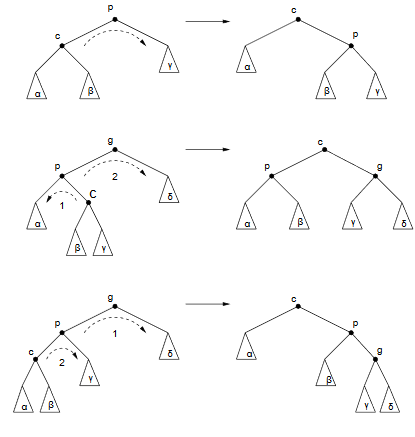 p c
c p
α β γ α β γ
g c
p 2 p g
1 C
α δ α β γ δ
β γ
g c
p 1 p
c 2 δ α g
γ β
α β γ δ